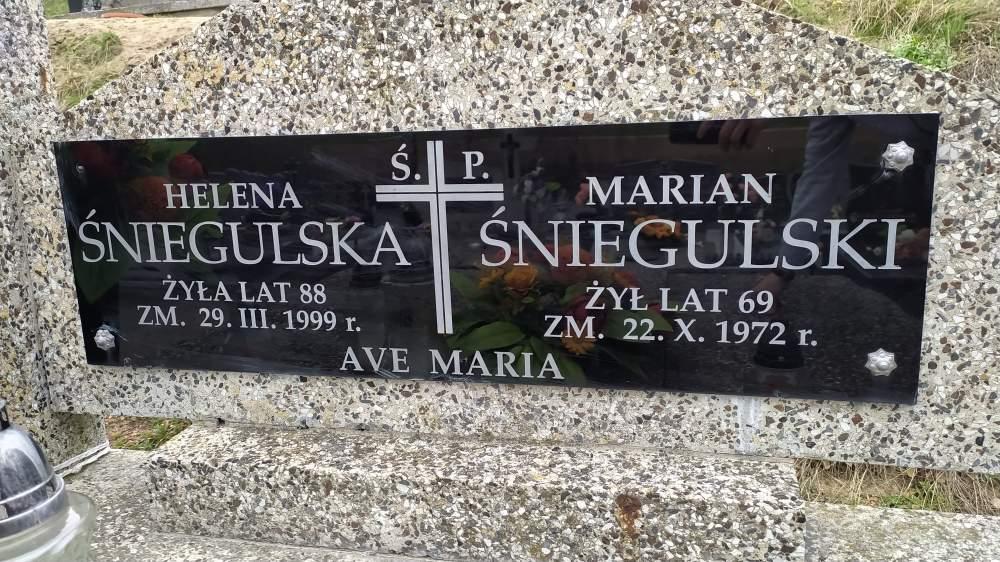 Ś. P.
HELENA
ŚNIEGULSKA
ŻYŁA LAT 88
ZM. 29. III. 1999 r.
MARIAN
ŚNIEGULSKI
ŻYŁ LAT 69
ZM. 22. X. 1972 r.
AVE MARIA